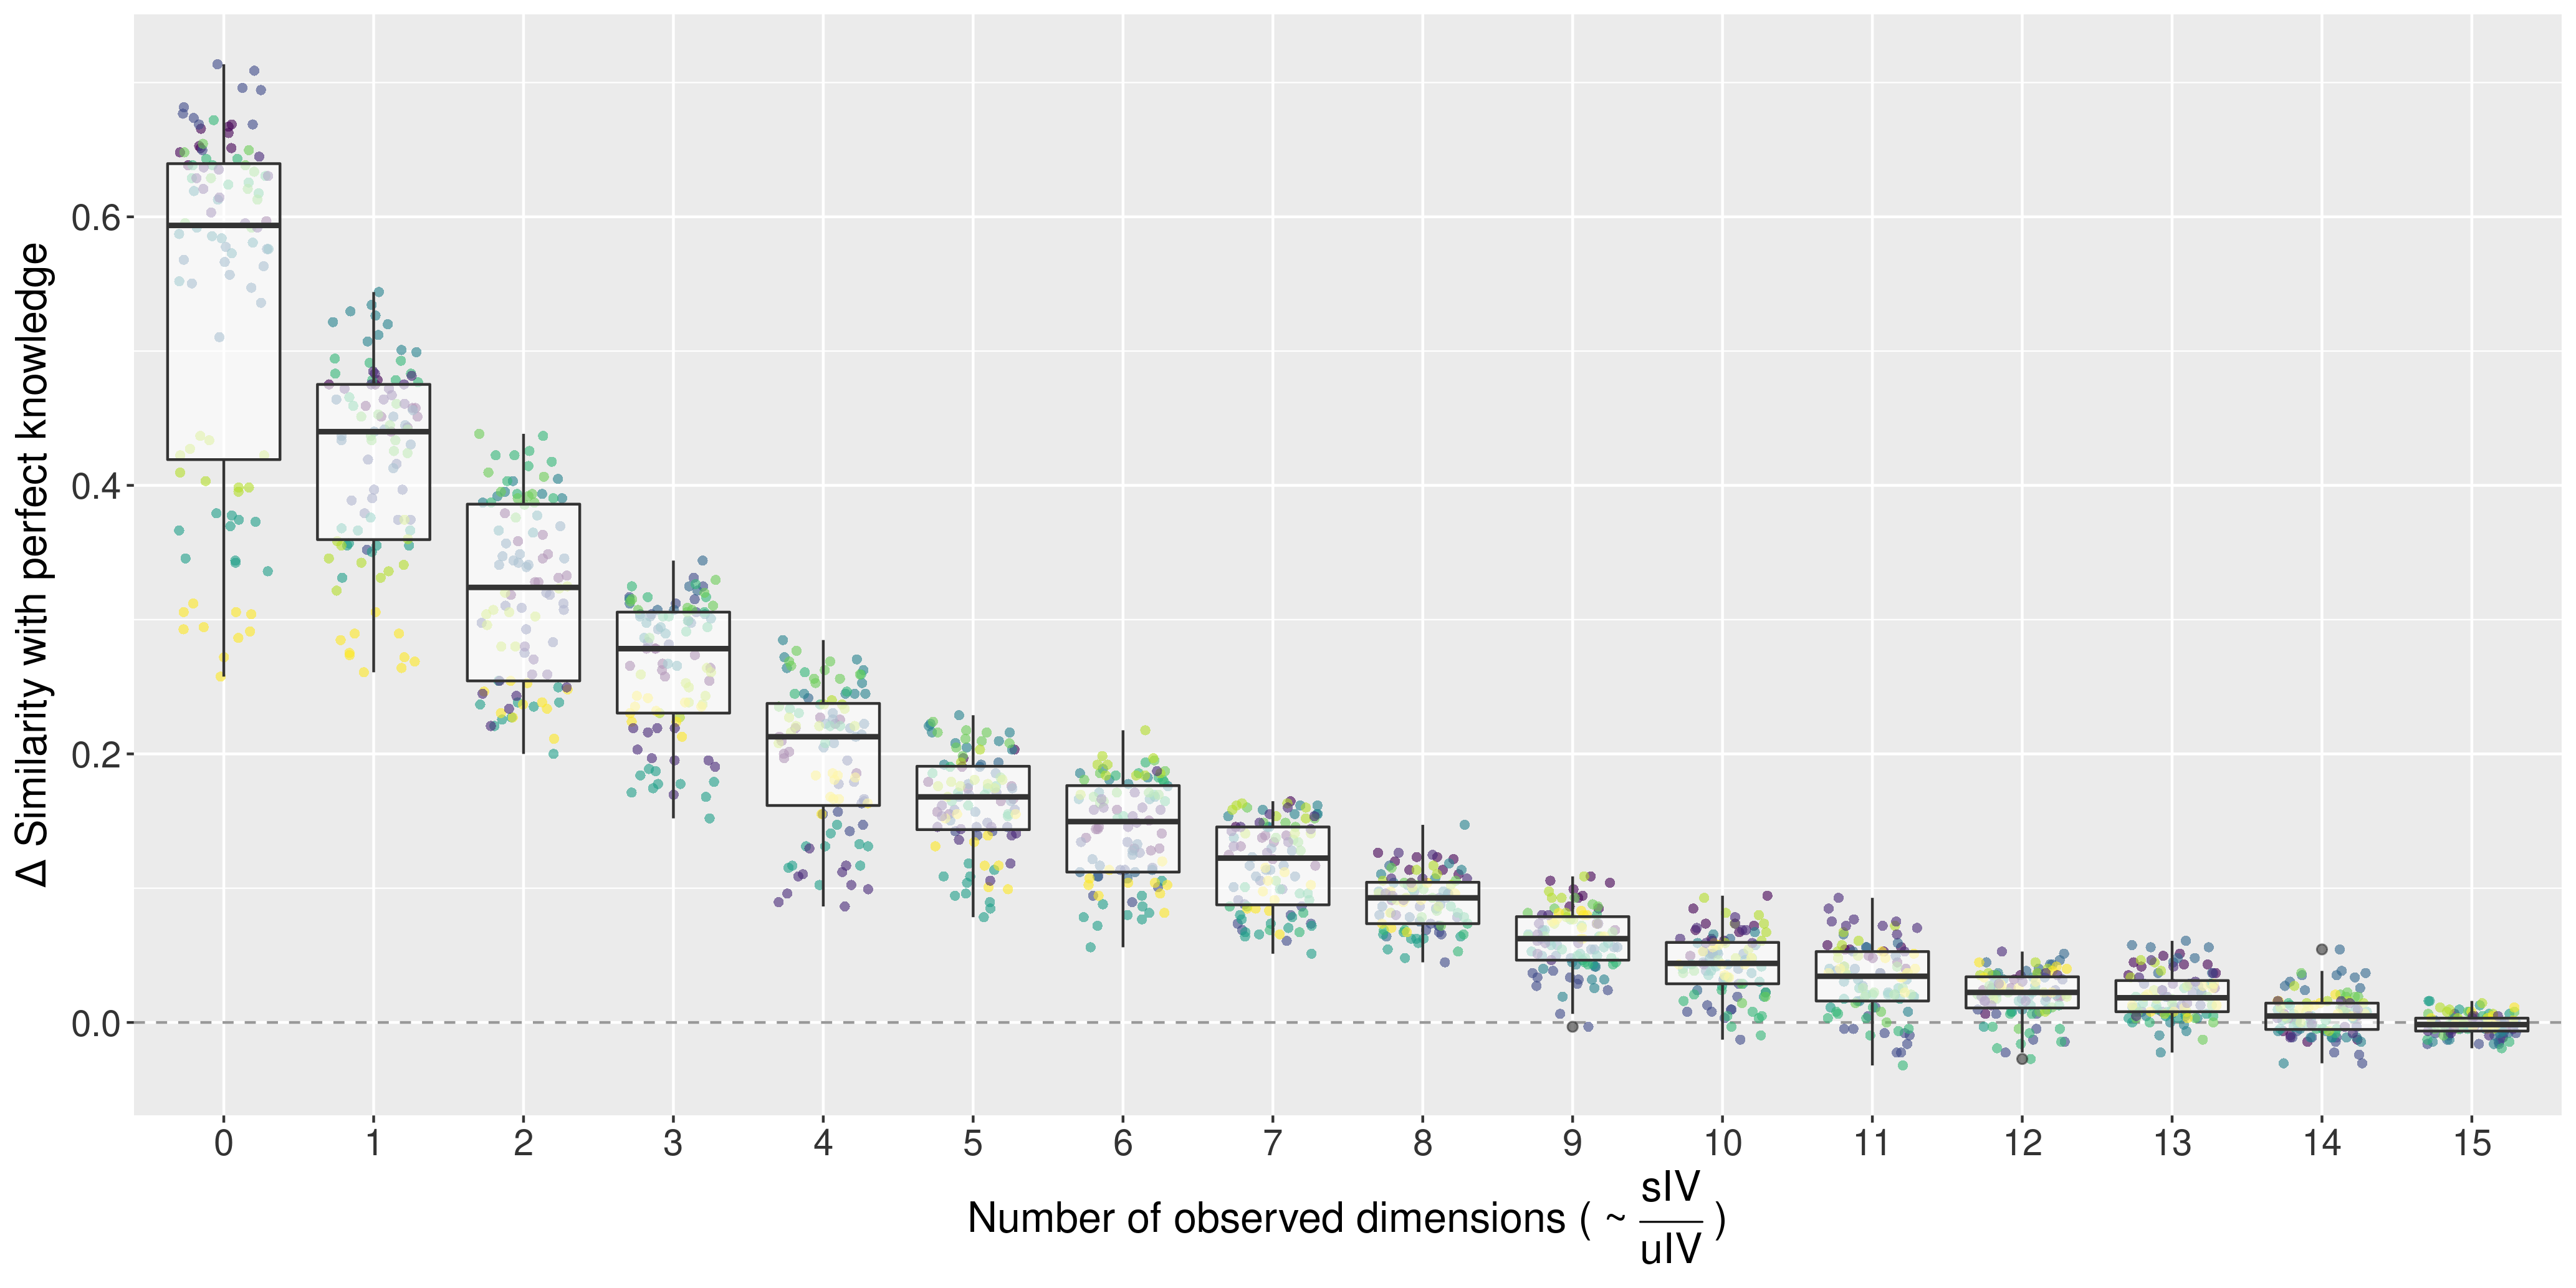 Δ Similarity with perfect knowledge
0.6
0.4
0.2
0.0
0 1 2 3 4 5 6 7 8 9 10 11 12 13 14 15
Number of observed dimensions ( ~ sIV / uIV )